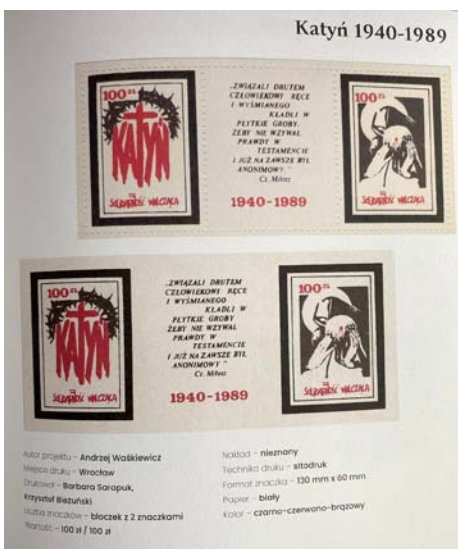 Katyń 1940-1989
100 zł
KATYŃ
SOLIDARNOŚĆ WALCZĄCA
„ZWIĄZALI DRUTEM
CZŁOWIEKOWI RĘCE
I WYŚMIANEGO
KŁADLI W
PŁYTKIE GROBY.
ŻEBY NIE WZYWAŁ
PRAWDY W
TESTAMENCIE
I JUŻ NA ZAWSZE BYŁ
ANONIMOWY."
Cz. Miłosz
1940-1989
100 zł
SOLIDARNOŚĆ WALCZĄCA
100 zł
KATYŃ
SOLIDARNOŚĆ WALCZĄCA
„ZWIĄZALI DRUTEM
CZŁOWIEKOWI RĘCE
I WYŚMIANEGO
KŁADLI W
PŁYTKIE GROBY
ŻEBY NIE WZYWAŁ
PRAWDY W
TESTAMENCIE
I JUŻ NA ZAWSZE BYŁ
ANONIMOWY"
Cz. Miłosz
1940-1989
100 zł
SOLIDARNOŚĆ WALCZĄCA
Autor projektu – Andrzej Waśkiewicz
Miejsce druku – Wrocław
Drukował – Barbara Sarapuk,
Krzysztof Bieżuński
Liczba znaczków – bloczek z 2 znaczkami
Wartość – 100 zł / 100 zł
Nakład – nieznany
Technika druku – sitodruk
Format znaczka – 130 mm x 60 mm
Papier – biały
Kolor – czarno-czerwono-brązowy